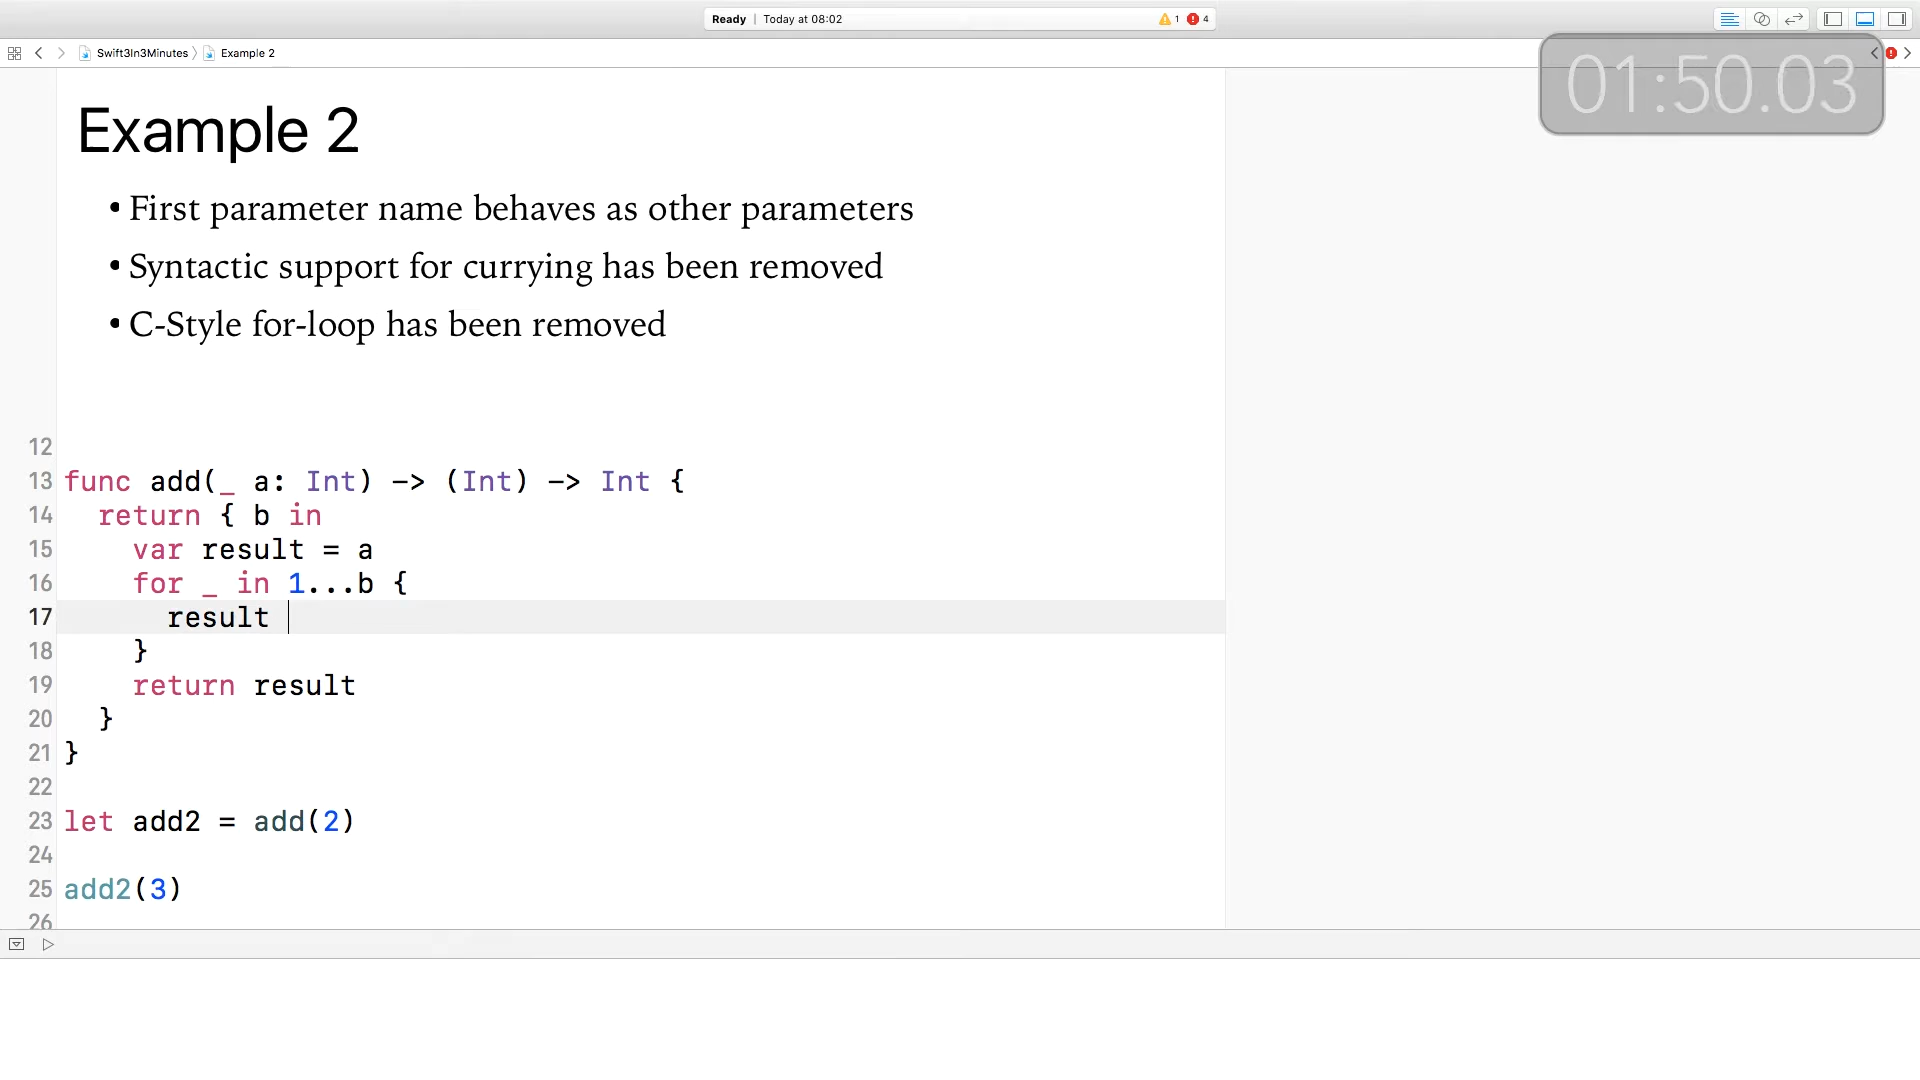 Ready | Today at 08:02 1 4
Swift3In3Minutes Example 2
01:50.03
Example 2
• First parameter name behaves as other parameters
• Syntactic support for currying has been removed
• C-Style for-loop has been removed
12
13 func add(_ a: Int) -> (Int) -> Int {
14 return { b in
15 var result = a
16 for _ in 1...b {
17 result
18 }
19 return result
20 }
21 }
22
23 let add2 = add(2)
24
25 add2(3)
26